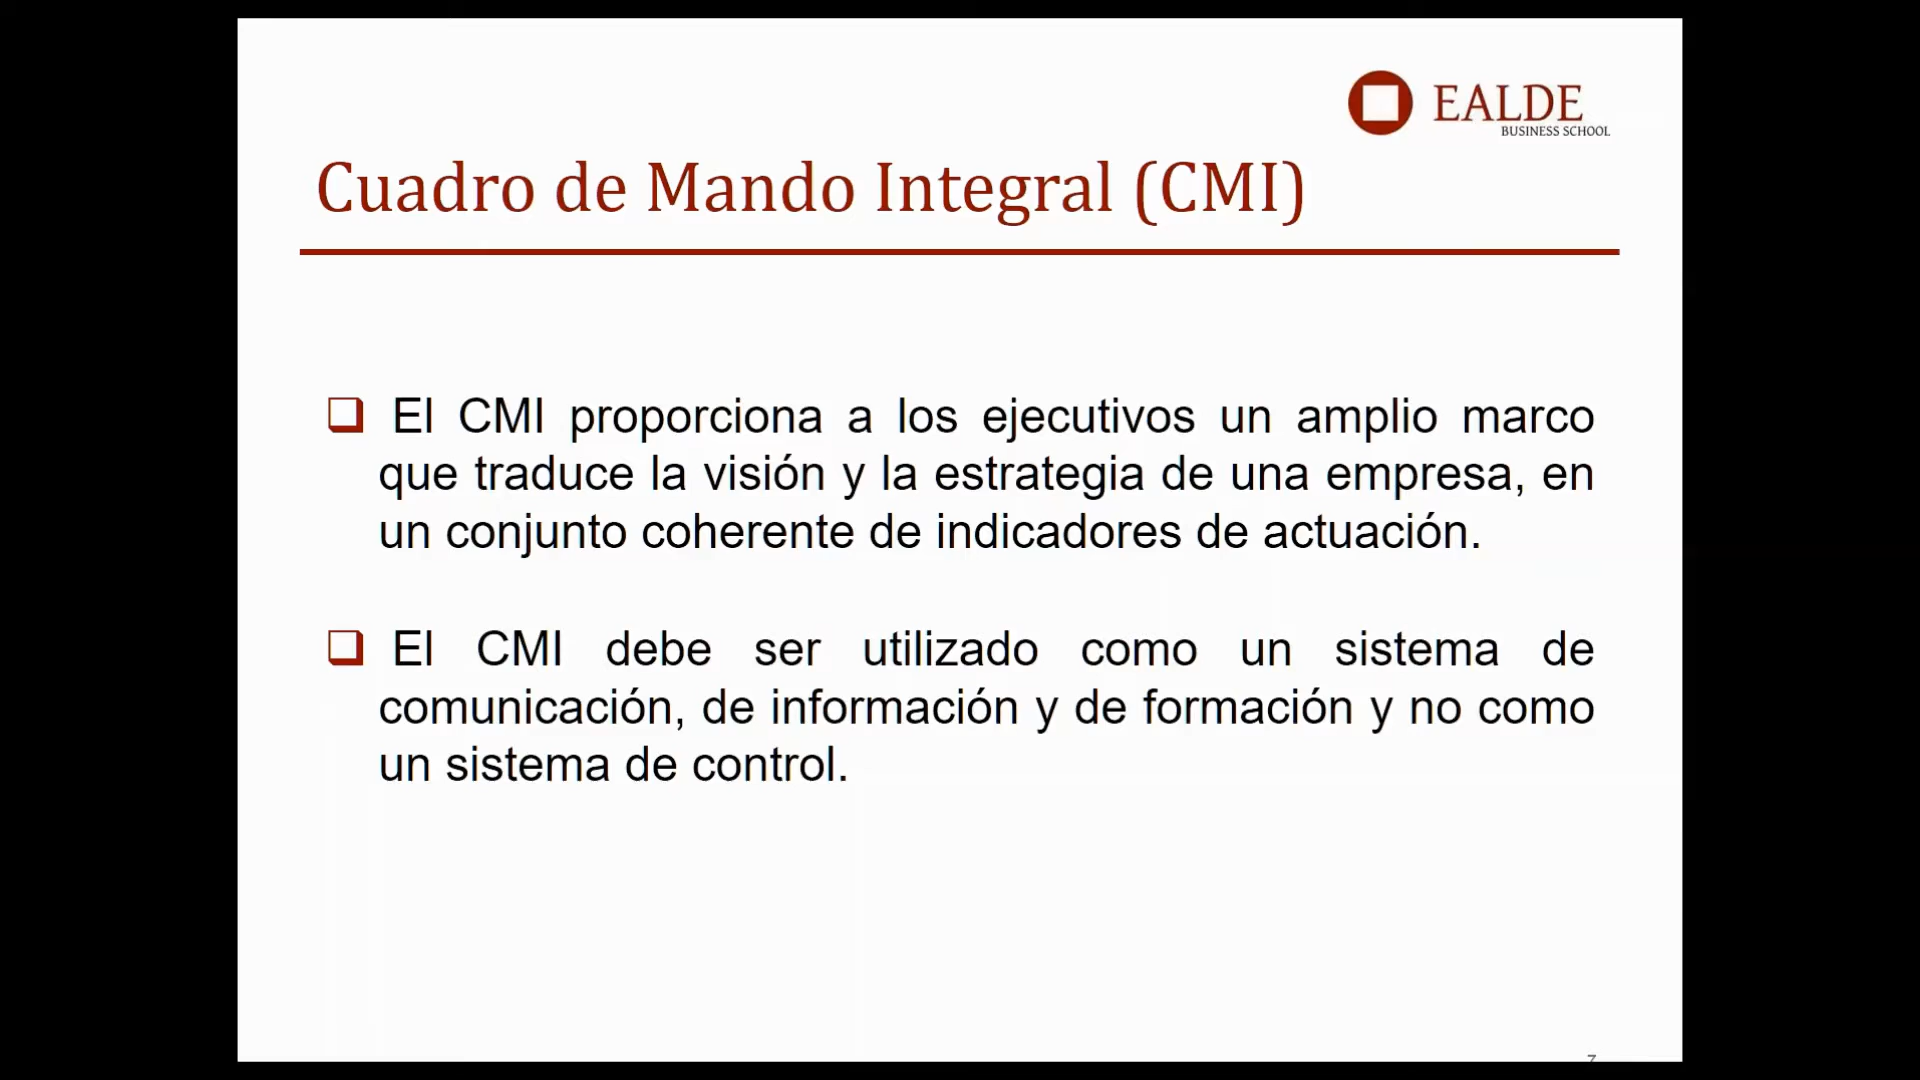 EALDE
BUSINESS SCHOOL
Cuadro de Mando Integral (CMI)
El CMI proporciona a los ejecutivos un amplio marco
que traduce la visión y la estrategia de una empresa, en
un conjunto coherente de indicadores de actuación.
El CMI debe ser utilizado como un sistema de
comunicación, de información y de formación y no como
un sistema de control.
7